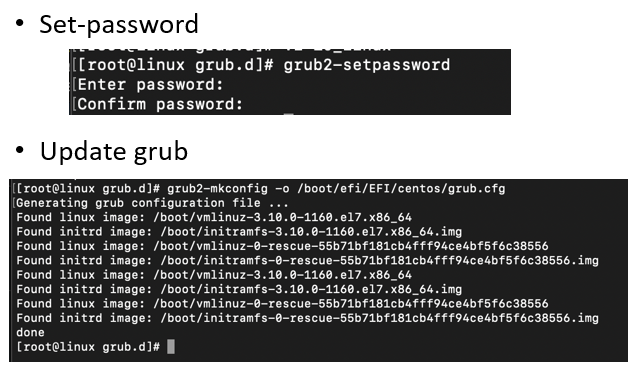 • Set-password
[[root@linux grub.d]# grub2-setpassword
[Enter password:
[Confirm password:
• Update grub
[[root@linux grub.d]# grub2-mkconfig -o /boot/efi/EFI/centos/grub.cfg
Generating grub configuration file ...
Found linux image: /boot/vmlinuz-3.10.0-1160.el7.x86_64
Found initrd image: /boot/initramfs-3.10.0-1160.el7.x86_64.img
Found linux image: /boot/vmlinuz-0-rescue-55b71bf181cb4fff94ce4bf5f6c38556
Found initrd image: /boot/initramfs-0-rescue-55b71bf181cb4fff94ce4bf5f6c38556.img
Found linux image: /boot/vmlinuz-3.10.0-1160.el7.x86_64
Found initrd image: /boot/initramfs-3.10.0-1160.el7.x86_64.img
Found linux image: /boot/vmlinuz-0-rescue-55b71bf181cb4fff94ce4bf5f6c38556
Found initrd image: /boot/initramfs-0-rescue-55b71bf181cb4fff94ce4bf5f6c38556.img
done
[root@linux grub.d]#